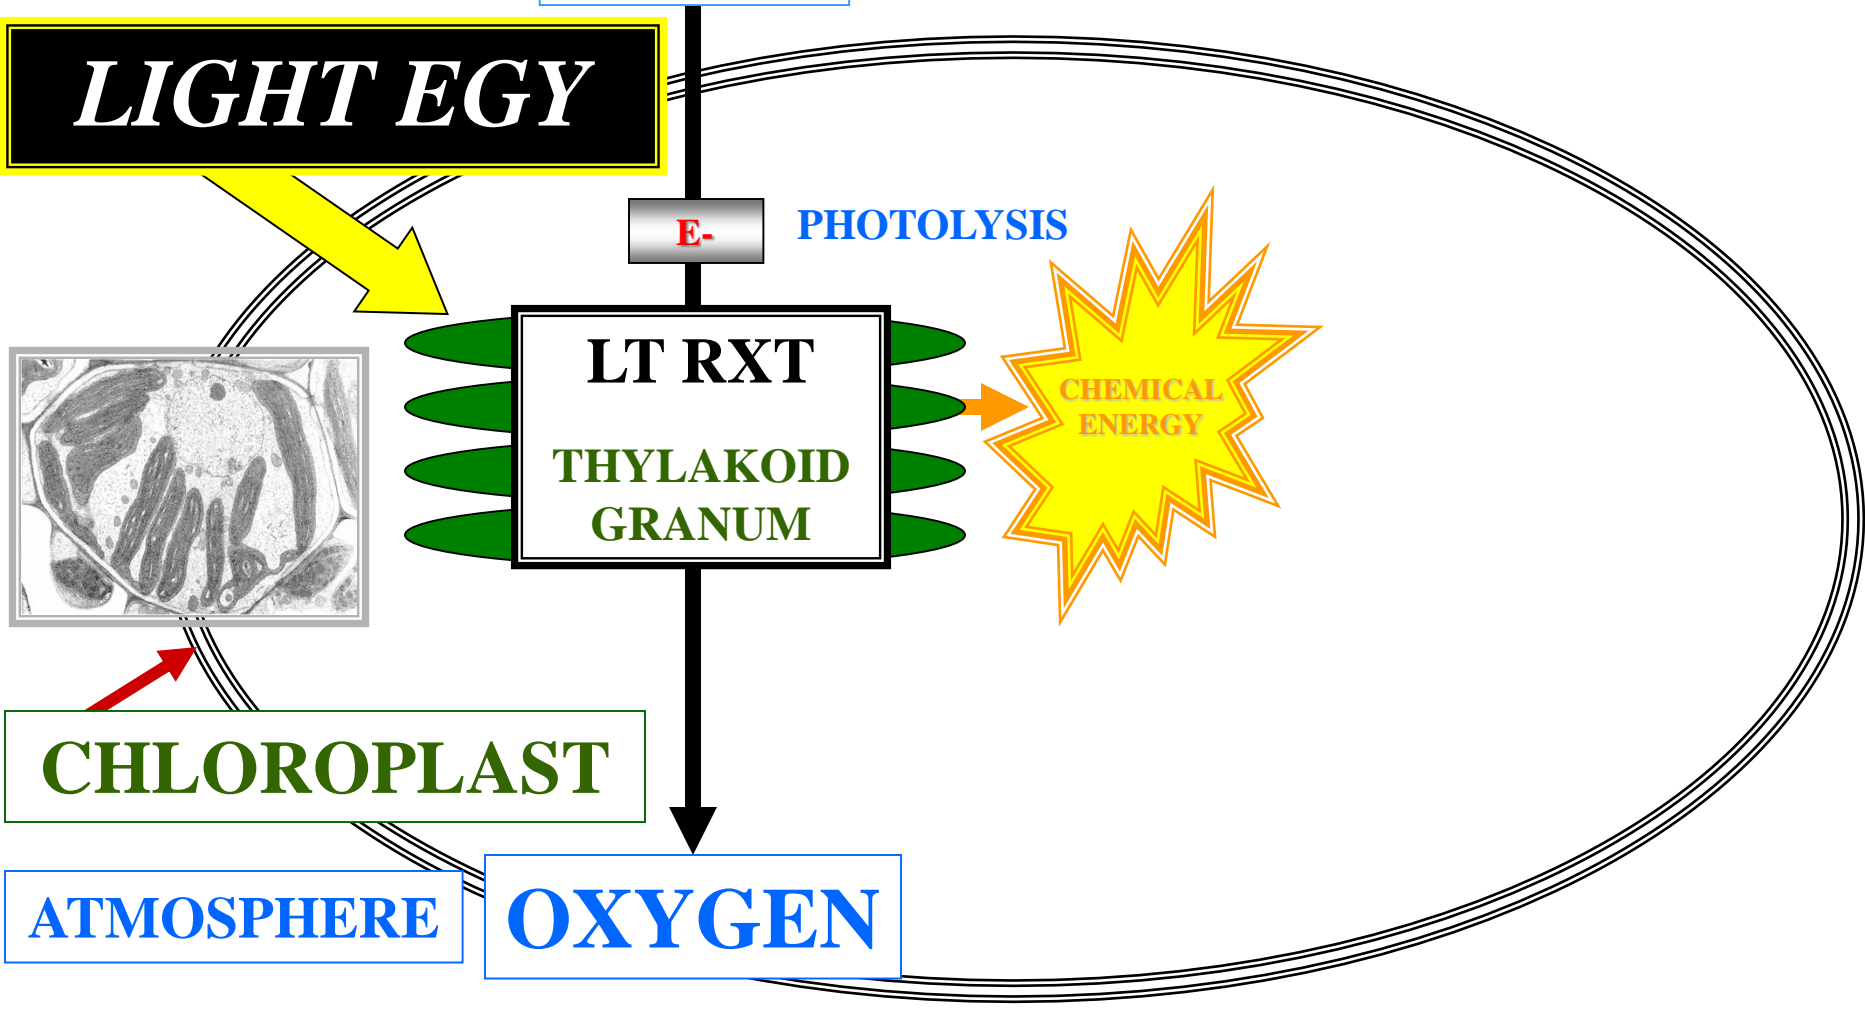 LIGHT EGY
E-
PHOTOLYSIS
LT RXT
THYLAKOID
GRANUM
CHEMICAL
ENERGY
CHLOROPLAST
ATMOSPHERE
OXYGEN